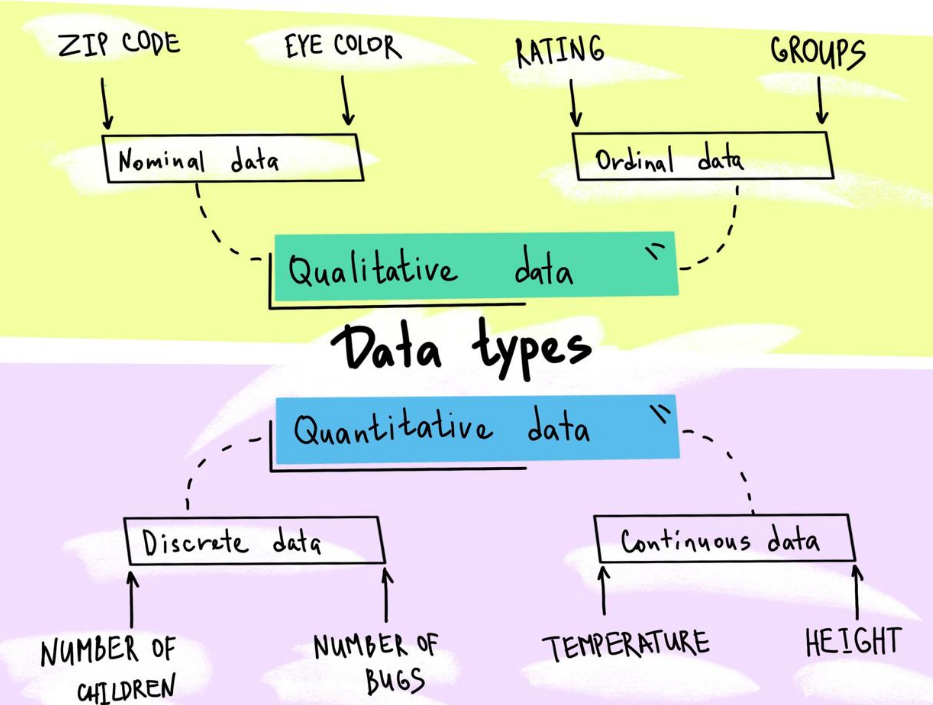 ZIP CODE
EYE COLOR
RATING
GROUPS
Nominal data
Ordinal data
Qualitative data
Data types
Quantitative data
Discrete data
Continuous data
NUMBER OF
CHILDREN
NUMBER OF
BUGS
TEMPERATURE
HEIGHT